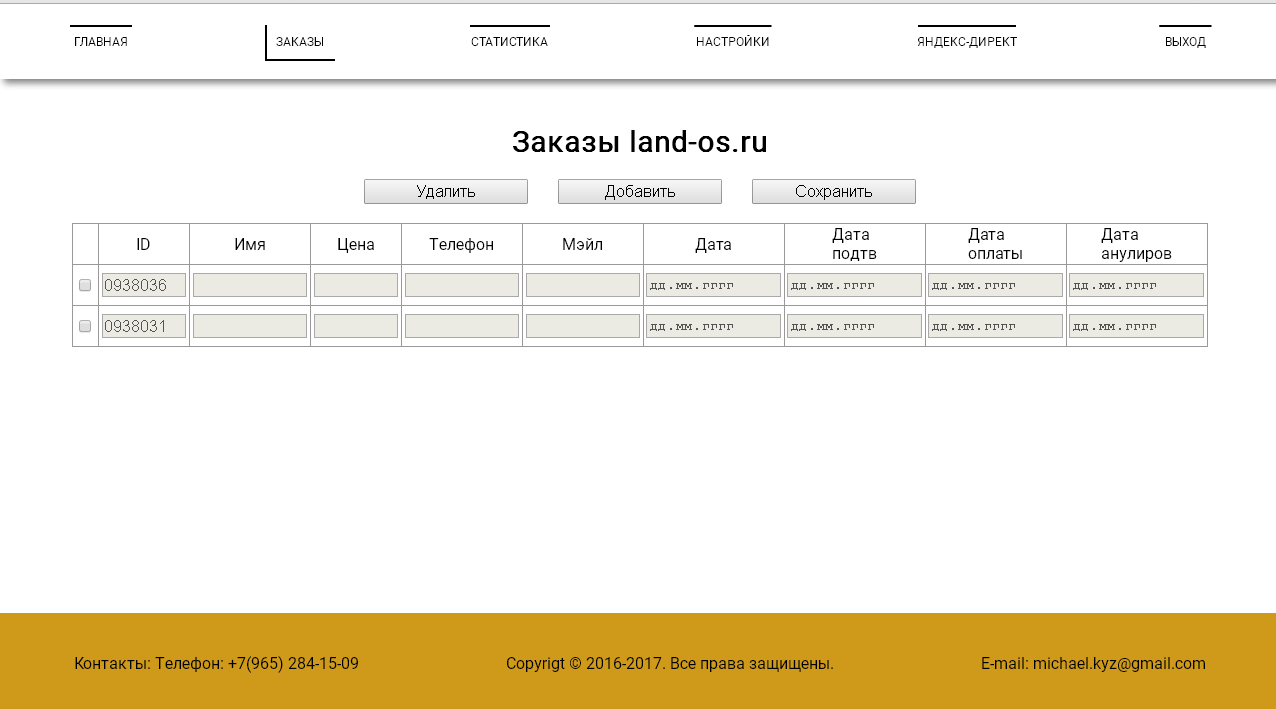 ГЛАВНАЯ ЗАКАЗЫ СТАТИСТИКА НАСТРОЙКИ ЯНДЕКС-ДИРЕКТ ВЫХОД
Заказы land-os.ru
Удалить Добавить Сохранить
ID Имя Цена Телефон Мэйл Дата Дата подтв Дата оплаты Дата анулиров
0938036 дд.мм.гггг дд.мм.гггг дд.мм.гггг дд.мм.гггг
0938031 дд.мм.гггг дд.мм.гггг дд.мм.гггг дд.мм.гггг
Контакты: Телефон: +7(965) 284-15-09 Copyrigt © 2016-2017. Все права защищены. E-mail: michael.kyz@gmail.com